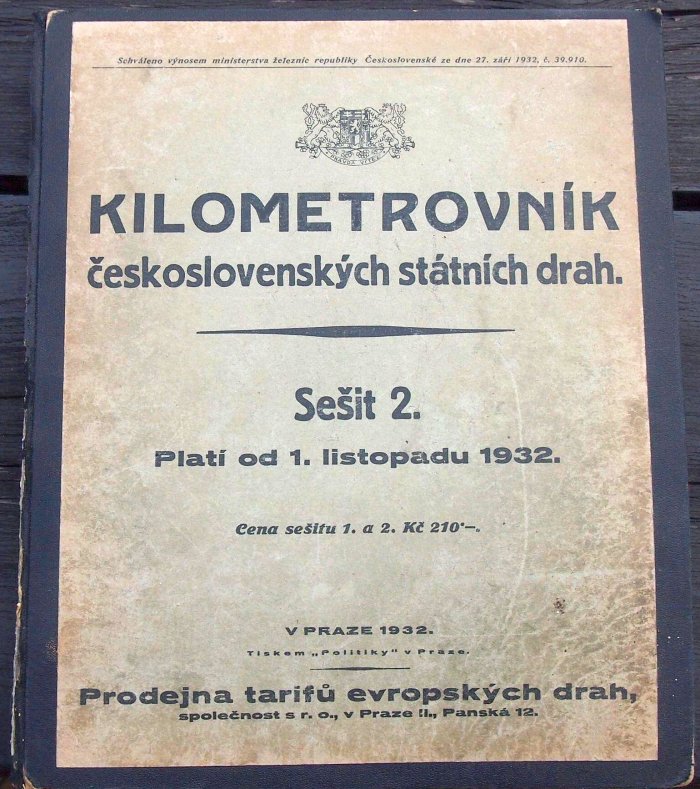 Schváleno výnosem ministerstva železnic republiky Československé ze dne 27. září 1932, č. 39.910.
PRAVDA VÍTĚZÍ
KILOMETROVNÍK
československých státních drah.
Sešit 2.
Platí od 1. listopadu 1932.
Cena sešitu 1. a 2. Kč 210·–.
V PRAZE 1932.
Tiskem „Politiky“ v Praze.
Prodejna tarifů evropských drah,
společnost s r. o., v Praze II., Panská 12.